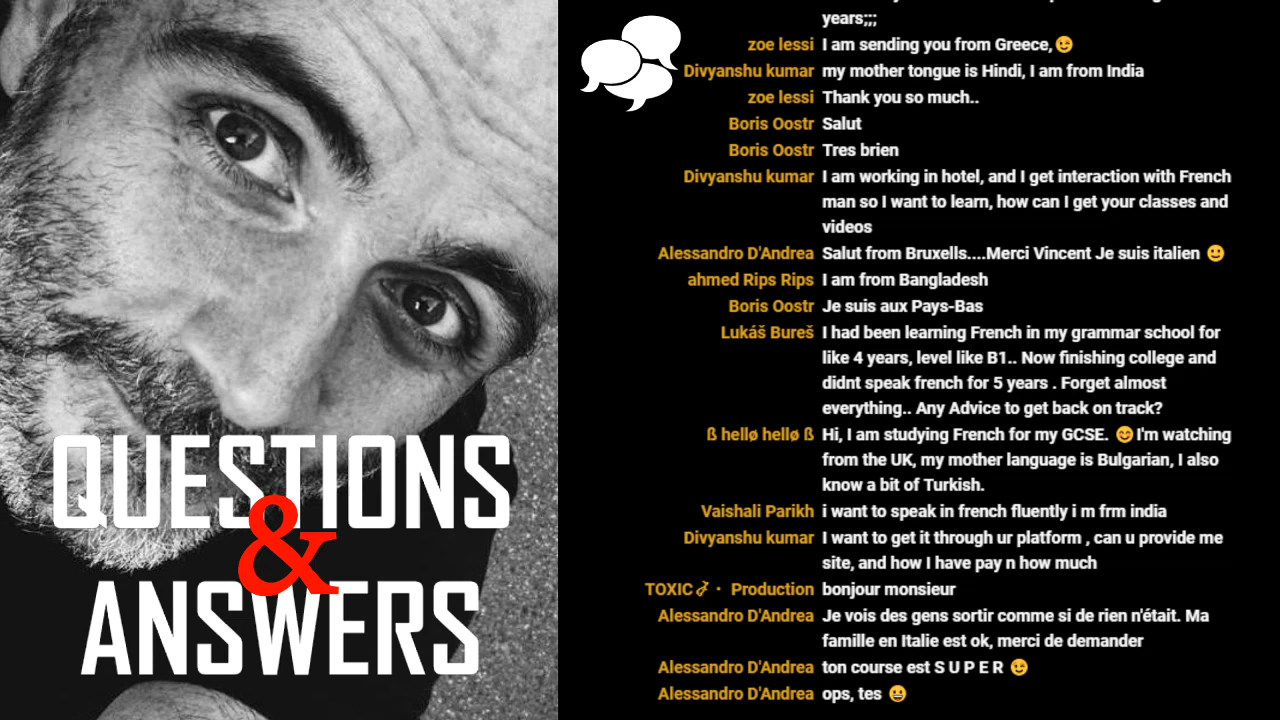 QUESTIONS
&
ANSWERS
years;;;
zoe lessi I am sending you from Greece,😉
Divyanshu kumar my mother tongue is Hindi, I am from India
zoe lessi Thank you so much..
Boris Oostr Salut
Boris Oostr Tres brien
Divyanshu kumar I am working in hotel, and I get interaction with French
man so I want to learn, how can I get your classes and
videos
Alessandro D'Andrea Salut from Bruxells....Merci Vincent Je suis italien 🙂
ahmed Rips Rips I am from Bangladesh
Boris Oostr Je suis aux Pays-Bas
Lukáš Bureš I had been learning French in my grammar school for
like 4 years, level like B1.. Now finishing college and
didnt speak french for 5 years . Forget almost
everything.. Any Advice to get back on track?
ß hellø hellø ß Hi, I am studying French for my GCSE. 😊I'm watching
from the UK, my mother language is Bulgarian, I also
know a bit of Turkish.
Vaishali Parikh i want to speak in french fluently i m frm india
Divyanshu kumar I want to get it through ur platform , can u provide me
site, and how I have pay n how much
TOXIC ・ Production bonjour monsieur
Alessandro D'Andrea Je vois des gens sortir comme si de rien n'était. Ma
famille en Italie est ok, merci de demander
Alessandro D'Andrea ton course est S U P E R 😉
Alessandro D'Andrea ops, tes 😀